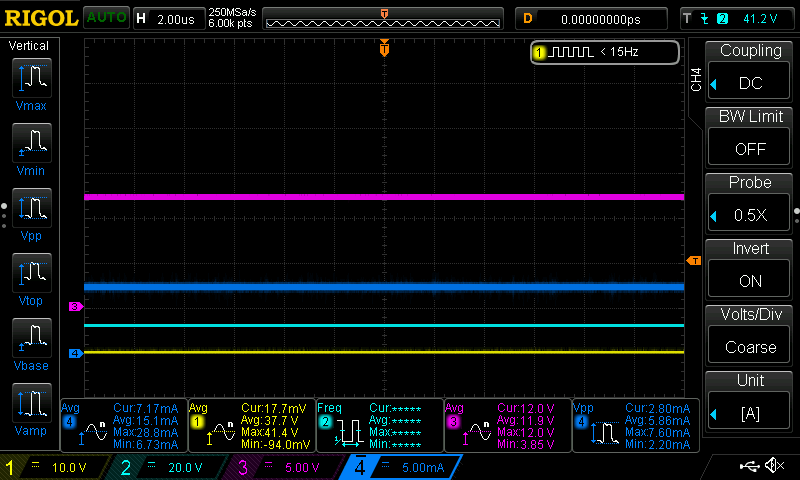 RIGOL AUTO H 2.00us 250MSa/s 6.00k pts T D 0.00000000ps T 2 41.2 V
Vertical
Vmax
Vmin
Vpp
Vtop
Vbase
Vamp
T
1 < 15Hz
T
3
4
CH4
Coupling
DC
BW Limit
OFF
Probe
0.5X
Invert
ON
Volts/Div
Coarse
Unit
[A]
Avg
4
Cur:7.17mA
Avg:15.1mA
Max:28.8mA
Min: 6.73mA
Avg
1
Cur:17.7mV
Avg:37.7 V
Max:41.4 V
Min:-94.0mV
Freq
2
Cur:*****
Avg:*****
Max:*****
Min:*****
Avg
3
Cur:12.0 V
Avg:11.9 V
Max:12.0 V
Min:3.85 V
Vpp
4
Cur:2.80mA
Avg:5.86mA
Max:7.60mA
Min:2.20mA
1 10.0 V 2 20.0 V 3 5.00 V 4 5.00mA